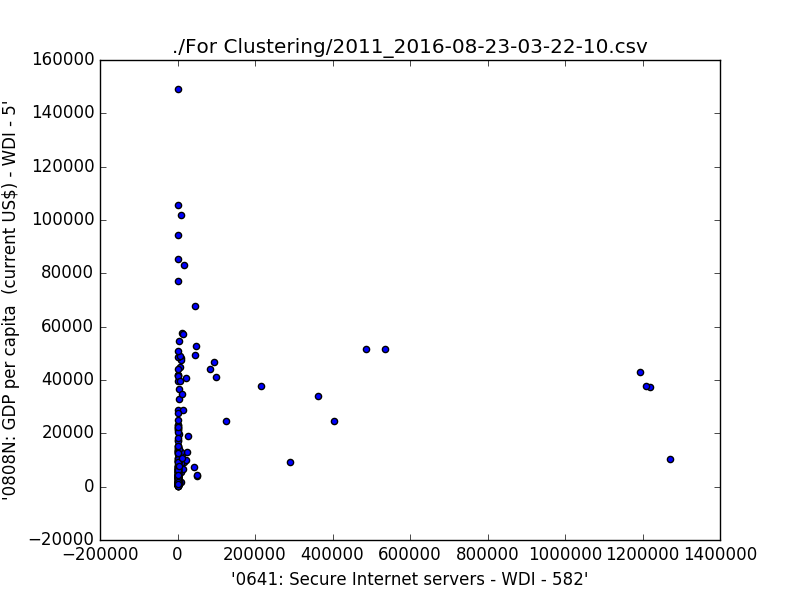 ./For Clustering/2011_2016-08-23-03-22-10.csv
160000
140000
120000
100000
80000
60000
40000
20000
0
−20000
'0808N: GDP per capita  (current US$) - WDI - 5'
−200000 0 200000 400000 600000 800000 1000000 1200000 1400000
'0641: Secure Internet servers - WDI - 582'